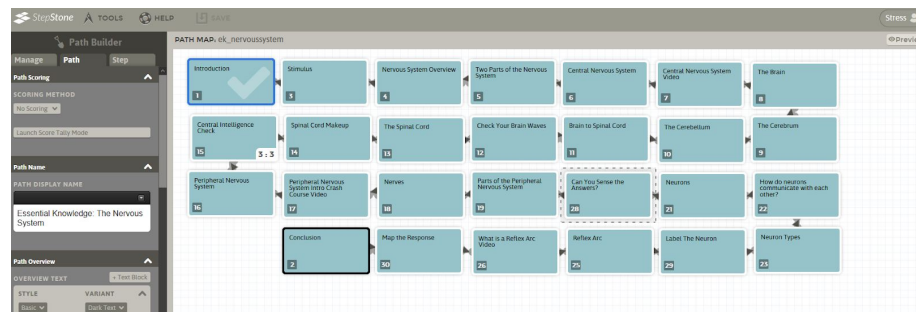 StepStone TOOLS HELP SAVE Stress
Path Builder
PATH MAP: ek_nervoussystem
Preview
Manage Path Step
Path Scoring
SCORING METHOD
No Scoring
Launch Score Tally Mode
Path Name
PATH DISPLAY NAME
Essential Knowledge: The Nervous
System
Path Overview
OVERVIEW TEXT + Text Block
STYLE VARIANT
Basic Dark Text
Introduction
1
Stimulus
3
Nervous System Overview
4
Two Parts of the Nervous
System
5
Central Nervous System
6
Central Nervous System
Video
7
The Brain
8
Central Intelligence
Check
15
3 : 3
Spinal Cord Makeup
14
The Spinal Cord
13
Check Your Brain Waves
12
Brain to Spinal Cord
11
The Cerebellum
10
The Cerebrum
9
Peripheral Nervous
System
16
Peripheral Nervous
System Intro Crash
Course Video
17
Nerves
18
Parts of the Peripheral
Nervous System
19
Can You Sense the
Answers?
28
Neurons
21
How do neurons
communicate with each
other?
22
Conclusion
2
Map the Response
30
What is a Reflex Arc
Video
26
Reflex Arc
25
Label The Neuron
29
Neuron Types
23